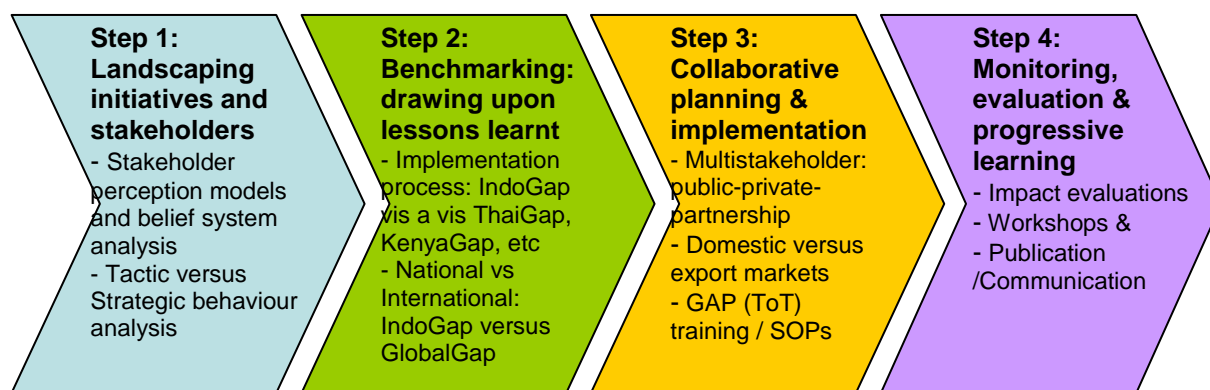 Step 1:
Landscaping
initiatives and
stakeholders
- Stakeholder
perception models
and belief system
analysis
- Tactic versus
Strategic behaviour
analysis
Step 2:
Benchmarking:
drawing upon
lessons learnt
- Implementation
process: IndoGap
vis a vis ThaiGap,
KenyaGap, etc
- National vs
International:
IndoGap versus
GlobalGap
Step 3:
Collaborative
planning &
implementation
- Multistakeholder:
public-private-
partnership
- Domestic versus
export markets
- GAP (ToT)
training / SOPs
Step 4:
Monitoring,
evaluation &
progressive
learning
- Impact evaluations
- Workshops &
- Publication
/Communication